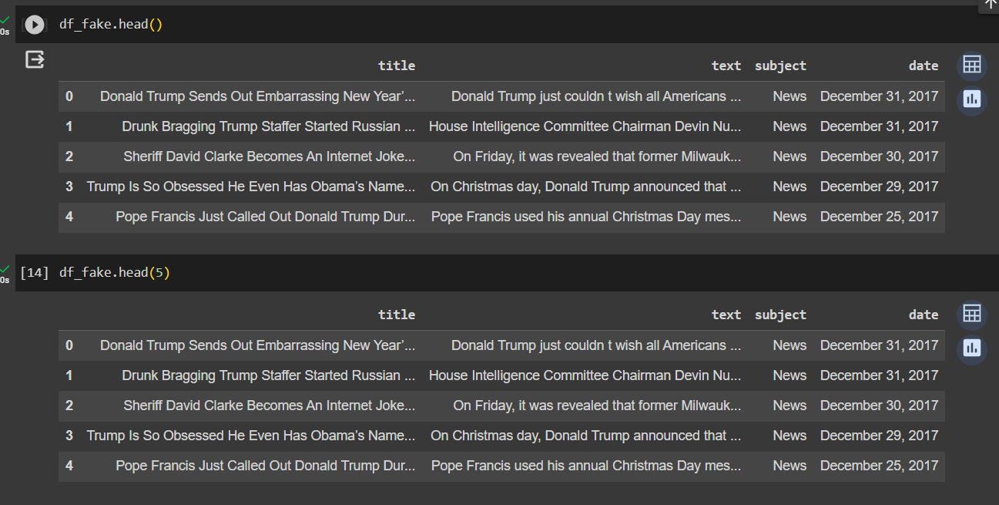 df_fake.head()
0s
title text subject date
0 Donald Trump Sends Out Embarrassing New Year’... Donald Trump just couldn t wish all Americans ... News December 31, 2017
1 Drunk Bragging Trump Staffer Started Russian ... House Intelligence Committee Chairman Devin Nu... News December 31, 2017
2 Sheriff David Clarke Becomes An Internet Joke... On Friday, it was revealed that former Milwauk... News December 30, 2017
3 Trump Is So Obsessed He Even Has Obama’s Name... On Christmas day, Donald Trump announced that ... News December 29, 2017
4 Pope Francis Just Called Out Donald Trump Dur... Pope Francis used his annual Christmas Day mes... News December 25, 2017
[14] df_fake.head(5)
0s
title text subject date
0 Donald Trump Sends Out Embarrassing New Year’... Donald Trump just couldn t wish all Americans ... News December 31, 2017
1 Drunk Bragging Trump Staffer Started Russian ... House Intelligence Committee Chairman Devin Nu... News December 31, 2017
2 Sheriff David Clarke Becomes An Internet Joke... On Friday, it was revealed that former Milwauk... News December 30, 2017
3 Trump Is So Obsessed He Even Has Obama’s Name... On Christmas day, Donald Trump announced that ... News December 29, 2017
4 Pope Francis Just Called Out Donald Trump Dur... Pope Francis used his annual Christmas Day mes... News December 25, 2017